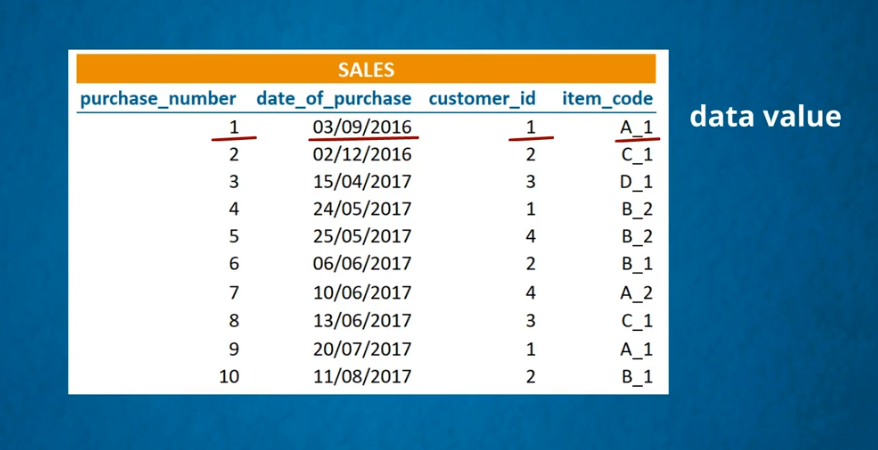 SALES
purchase_number date_of_purchase customer_id item_code
data value
1 03/09/2016 1 A_1
2 02/12/2016 2 C_1
3 15/04/2017 3 D_1
4 24/05/2017 1 B_2
5 25/05/2017 4 B_2
6 06/06/2017 2 B_1
7 10/06/2017 4 A_2
8 13/06/2017 3 C_1
9 20/07/2017 1 A_1
10 11/08/2017 2 B_1